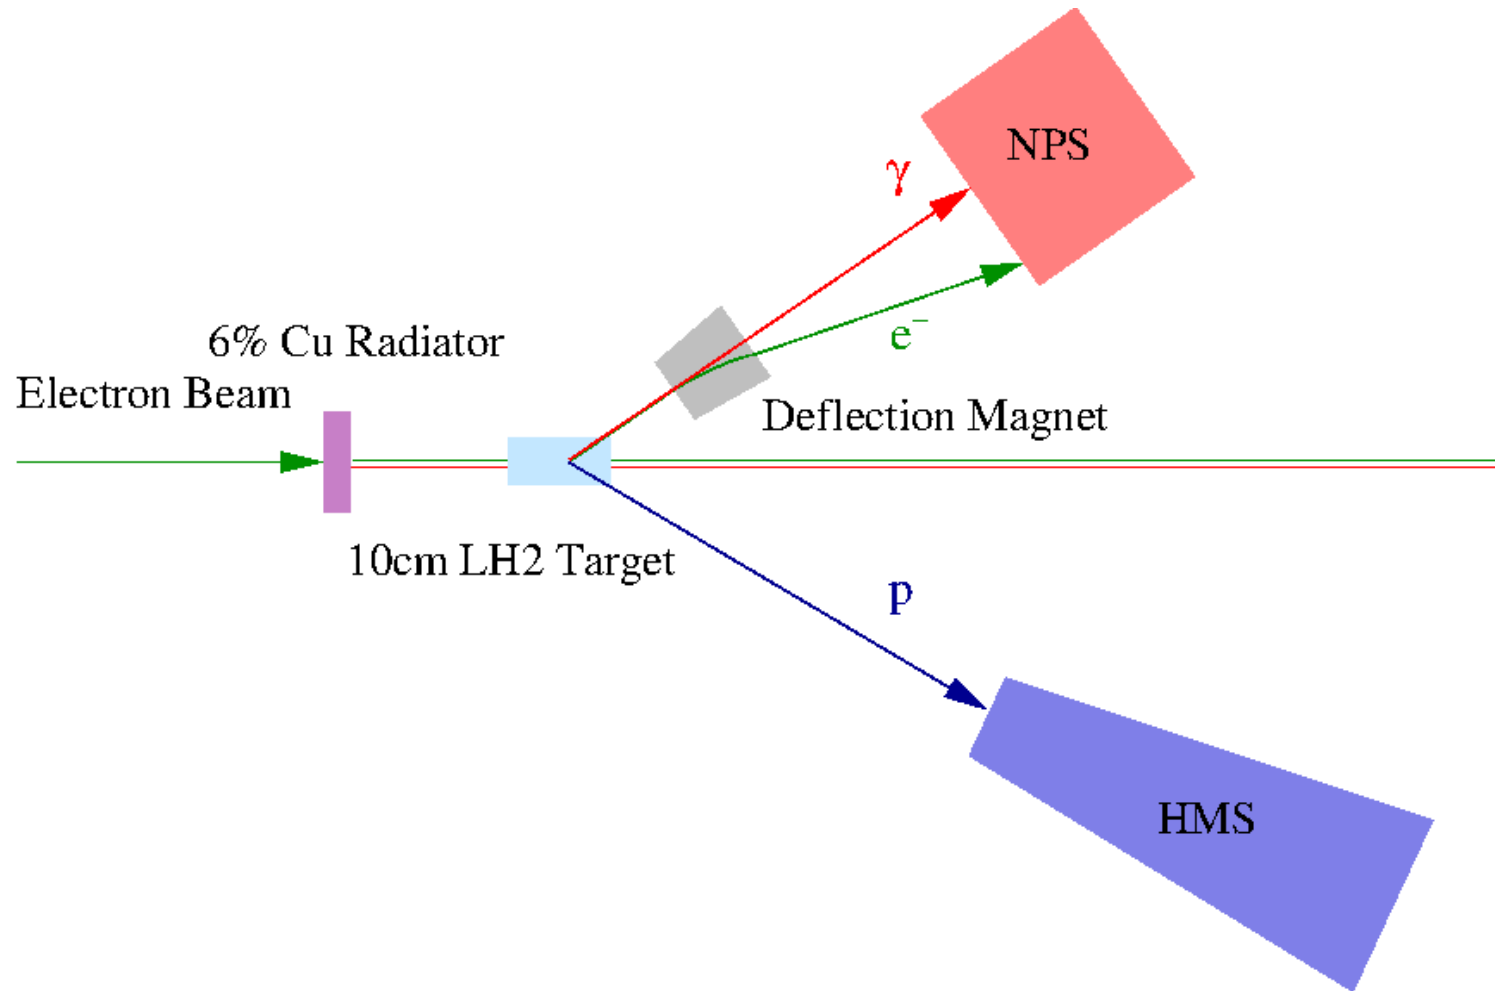 NPS
γ
6% Cu Radiator
e⁻
Electron Beam
Deflection Magnet
10cm LH2 Target
p
HMS